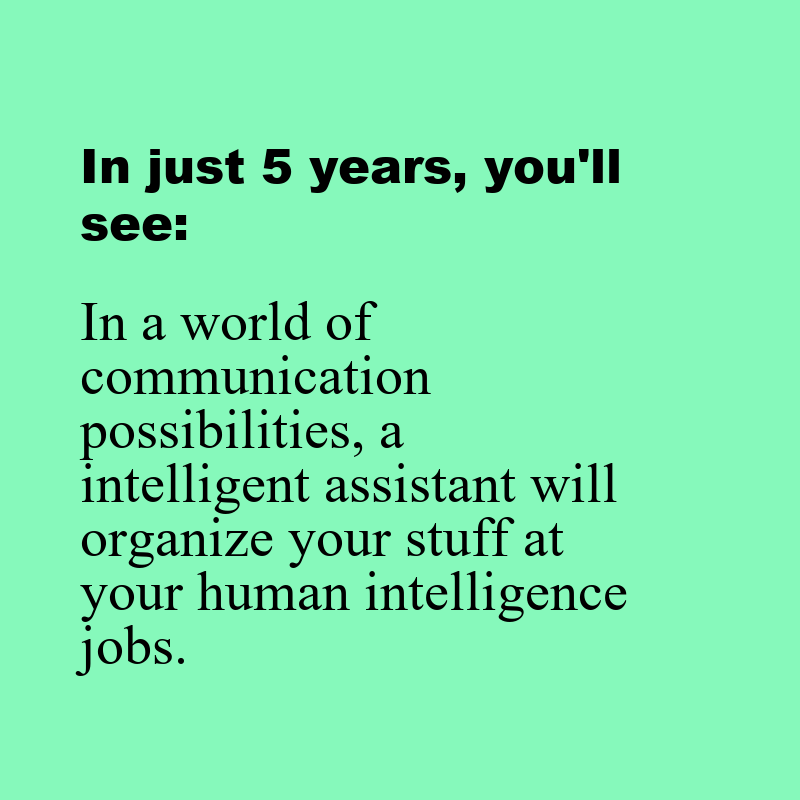 In just 5 years, you'll
see:
In a world of
communication
possibilities, a
intelligent assistant will
organize your stuff at
your human intelligence
jobs.